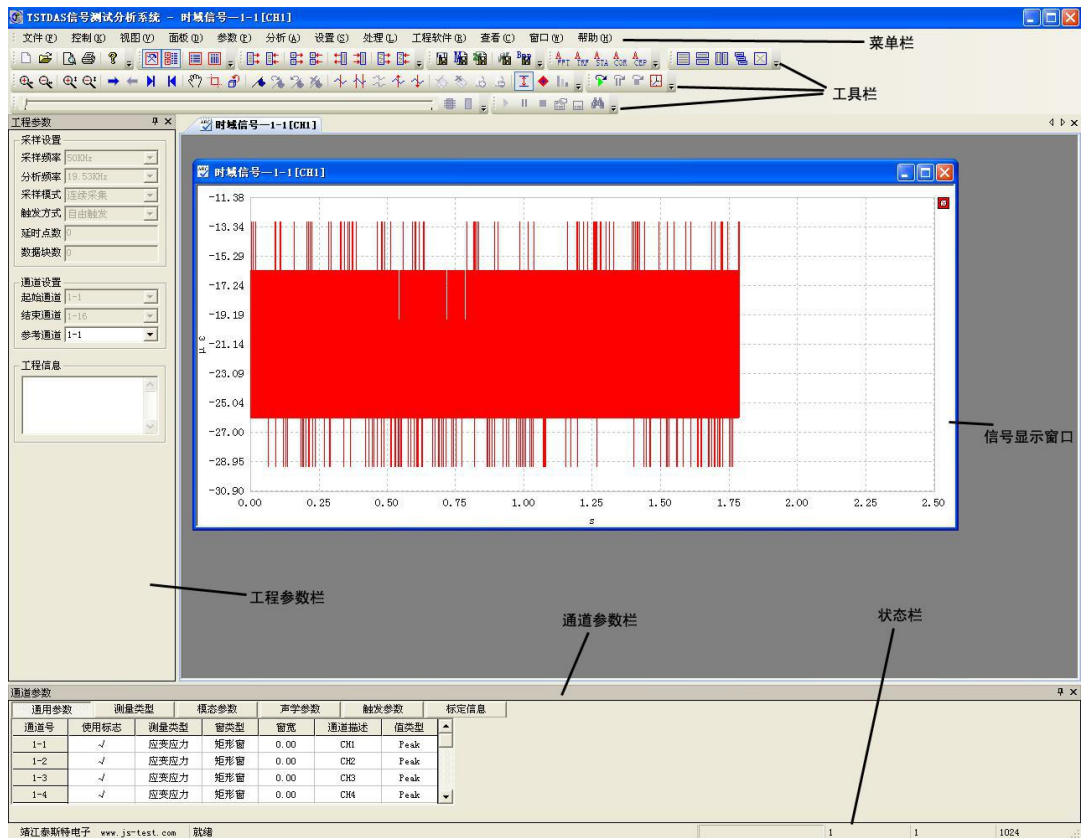 TSTDAS信号测试分析系统 - 时域信号—1-1[CH1]
文件(F) 控制(K) 视图(V) 面板(U) 参数(P) 分析(A) 设置(S) 处理(L) 工程软件(B) 查看(C) 窗口(W) 帮助(H)
菜单栏
FFT TRF STA COR CEP
工具栏
工程参数
时域信号—1-1[CH1]
采样设置
采样频率 50KHz
分析频率 19.53KHz
采样模式 连续采集
触发方式 自由触发
延时点数 0
数据块数 0
通道设置
起始通道 1-1
结束通道 1-16
参考通道 1-1
工程信息
时域信号—1-1[CH1]
-11.38
-13.34
-15.29
-17.24
-19.19
-21.14
-23.09
-25.04
-27.00
-28.95
-30.90
με
0.00 0.25 0.50 0.75 1.00 1.25 1.50 1.75 2.00 2.25 2.50
s
信号显示窗口
工程参数栏
通道参数栏
状态栏
通道参数
通用参数 测量类型 模态参数 声学参数 触发参数 标定信息
通道号 使用标志 测量类型 窗类型 窗宽 通道描述 值类型
1-1 √ 应变应力 矩形窗 0.00 CH1 Peak
1-2 √ 应变应力 矩形窗 0.00 CH2 Peak
1-3 √ 应变应力 矩形窗 0.00 CH3 Peak
1-4 √ 应变应力 矩形窗 0.00 CH4 Peak
靖江泰斯特电子 www.js-test.com 就绪 1 1 1024